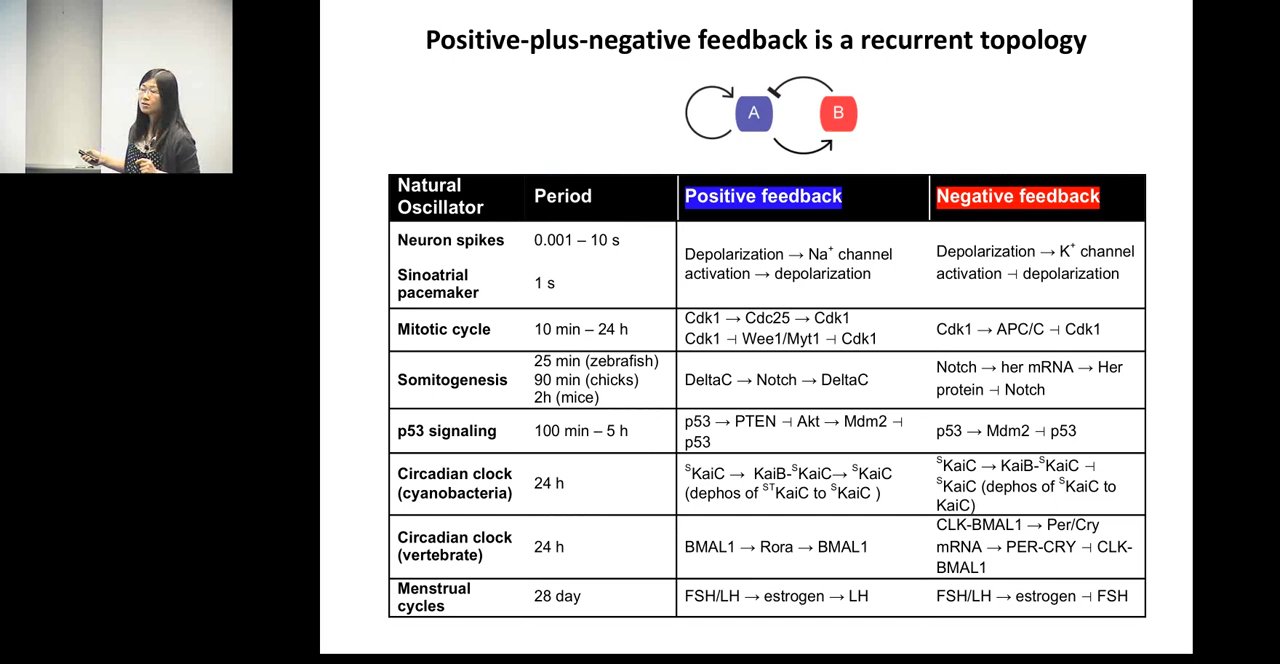 Positive-plus-negative feedback is a recurrent topology
A
B
Natural
Oscillator
Period
Positive feedback
Negative feedback
Neuron spikes
0.001 – 10 s
Sinoatrial
pacemaker
1 s
Depolarization → Na⁺ channel
activation → depolarization
Depolarization → K⁺ channel
activation ⊣ depolarization
Mitotic cycle
10 min – 24 h
Cdk1 → Cdc25 → Cdk1
Cdk1 ⊣ Wee1/Myt1 ⊣ Cdk1
Cdk1 → APC/C ⊣ Cdk1
Somitogenesis
25 min (zebrafish)
90 min (chicks)
2h (mice)
DeltaC → Notch → DeltaC
Notch → her mRNA → Her
protein ⊣ Notch
p53 signaling
100 min – 5 h
p53 → PTEN ⊣ Akt → Mdm2 ⊣
p53
p53 → Mdm2 ⊣ p53
Circadian clock
(cyanobacteria)
24 h
ˢKaiC → KaiB-ˢKaiC→ ˢKaiC
(dephos of ˢᵀKaiC to ˢKaiC )
ˢKaiC → KaiB-ˢKaiC ⊣
ˢKaiC (dephos of ˢKaiC to
KaiC)
Circadian clock
(vertebrate)
24 h
BMAL1 → Rora → BMAL1
CLK-BMAL1 → Per/Cry
mRNA → PER-CRY ⊣ CLK-
BMAL1
Menstrual
cycles
28 day
FSH/LH → estrogen → LH
FSH/LH → estrogen ⊣ FSH